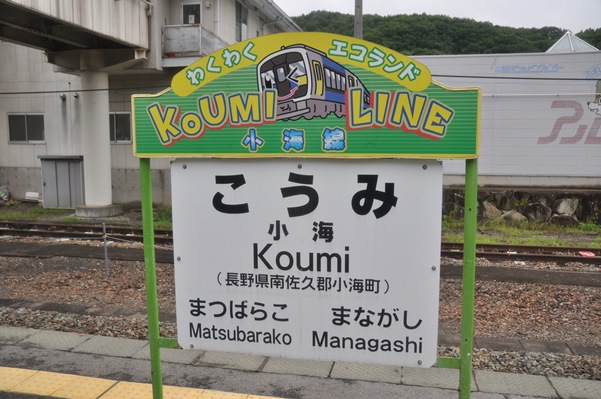 わくわく エコランド
KOUMI LINE
小海線
こうみ
小海
Koumi
(長野県南佐久郡小海町)
まつばらこ まながし
Matsubarako Managashi